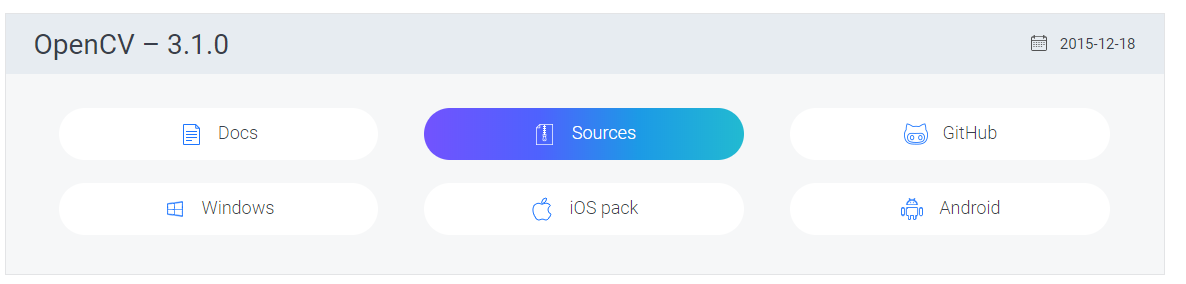 OpenCV – 3.1.0
2015-12-18
Docs
Sources
GitHub
Windows
iOS pack
Android